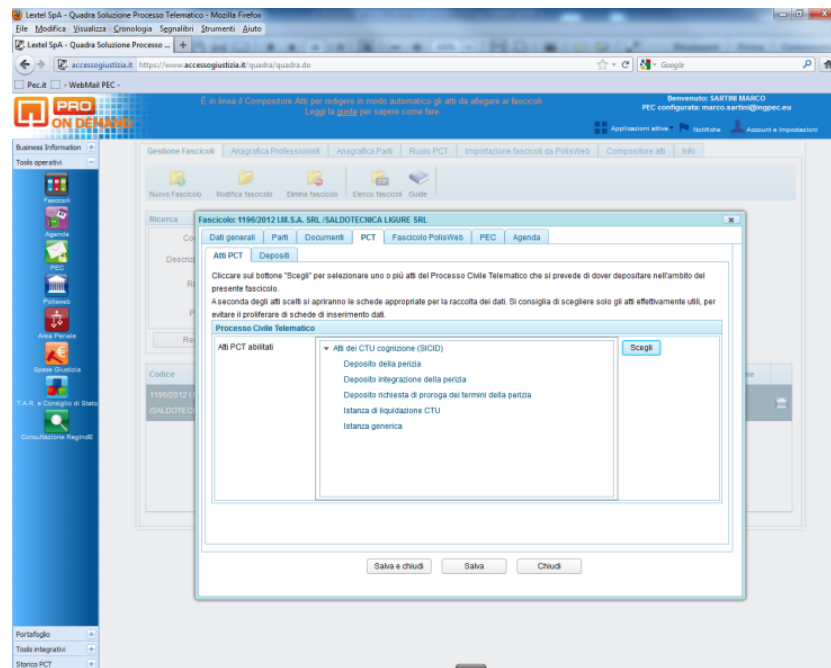 Lextel SpA - Quadra Soluzione Processo Telematico - Mozilla Firefox
File Modifica Visualizza Cronologia Segnalibri Strumenti Aiuto
Lextel SpA - Quadra Soluzione Processo ... +
accessogiustizia.it https://www.accessogiustizia.it/quadra/quadra.do Google
Pec.it - WebMail PEC -
PRO
ON DEMAND
È in linea il Compositore Atti per redigere in modo automatico gli atti da allegare ai fascicoli.
Leggi la guida per sapere come fare.
Benvenuto: SARTINI MARCO
PEC configurata: marco.sartini@ingpec.eu
Applicazioni attive Notifiche Account e Impostazioni
Business Information
Tools operativi
Fascicoli
Agenda
PEC
Polisweb
Area Penale
Spese Giustizia
T.A.R. e Consiglio di Stato
Consultazione RegIndE
Portafoglio
Tools integrativi
Storico PCT
Gestione Fascicoli Anagrafica Professionisti Anagrafica Parti Ruolo PCT Importazione fascicoli da PolisWeb Compositore atti Info
Nuovo Fascicolo Modifica fascicolo Elimina fascicolo Elenco fascicoli Guide
Ricerca
Codice
1196/2012 I
/SALDOTEC
Fascicolo: 1196/2012 I.M.S.A. SRL /SALDOTECNICA LIGURE SRL
Dati generali Parti Documenti PCT Fascicolo PolisWeb PEC Agenda
Atti PCT Depositi
Cliccare sul bottone "Scegli" per selezionare uno o più atti del Processo Civile Telematico che si prevede di dover depositare nell'ambito del
presente fascicolo.
A seconda degli atti scelti si apriranno le schede appropriate per la raccolta dei dati. Si consiglia di scegliere solo gli atti effettivamente utili, per
evitare il proliferare di schede di inserimento dati.
Processo Civile Telematico
Atti PCT abilitati
Atti dei CTU cognizione (SICID)
Deposito della perizia
Deposito integrazione della perizia
Deposito richiesta di proroga dei termini della perizia
Istanza di liquidazione CTU
Istanza generica
Scegli
Salva e chiudi Salva Chiudi